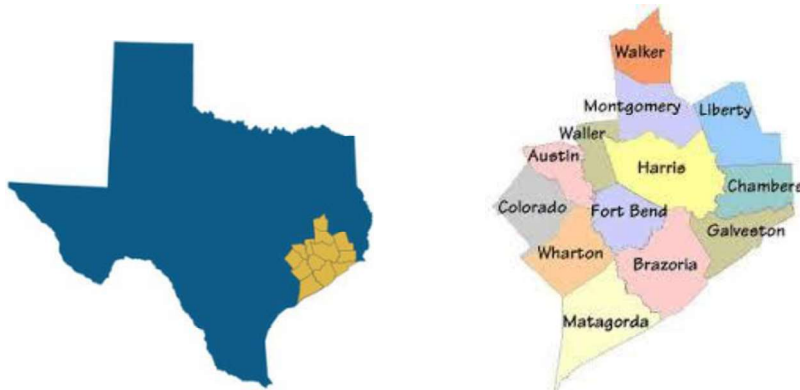 Walker
Montgomery
Liberty
Waller
Austin
Harris
Chambers
Colorado
Fort Bend
Galveston
Wharton
Brazoria
Matagorda